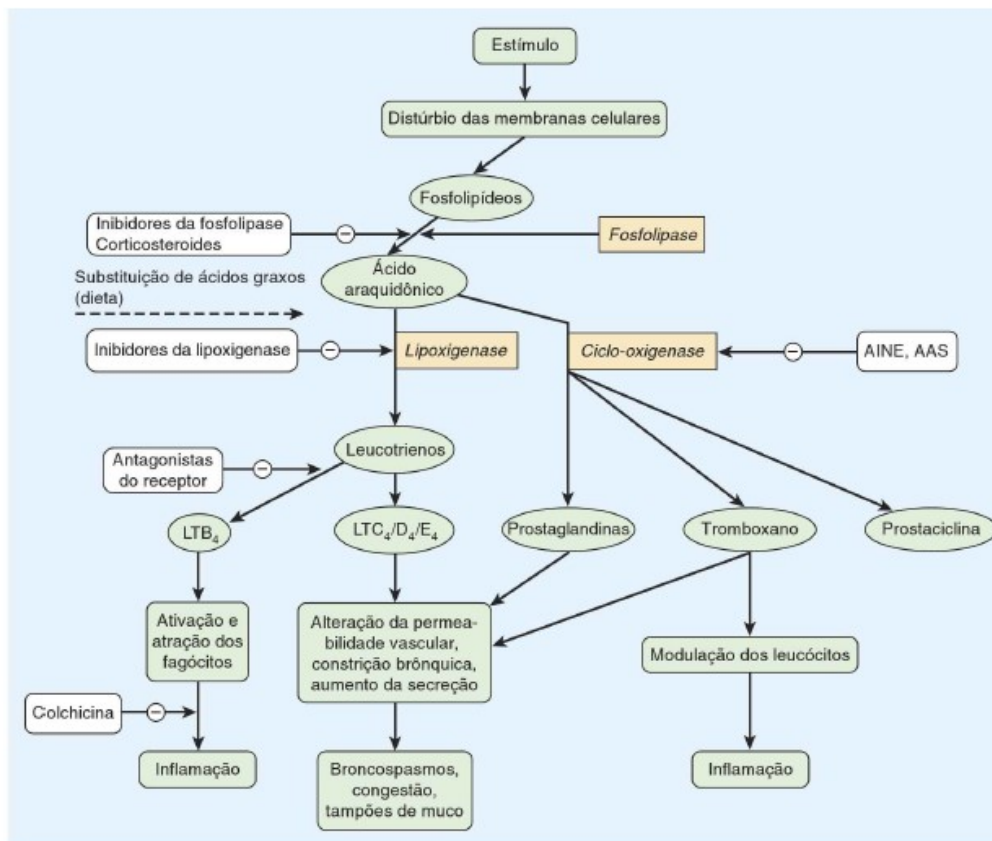 Estímulo
Distúrbio das membranas celulares
Fosfolipídeos
Inibidores da fosfolipase
Corticosteroides
Fosfolipase
Substituição de ácidos graxos
(dieta)
Ácido
araquidônico
Inibidores da lipoxigenase
Lipoxigenase
Ciclo-oxigenase
AINE, AAS
Leucotrienos
Antagonistas
do receptor
LTB₄
LTC₄/D₄/E₄
Prostaglandinas
Tromboxano
Prostaciclina
Ativação e
atração dos
fagócitos
Alteração da permea-
bilidade vascular,
constrição brônquica,
aumento da secreção
Modulação dos leucócitos
Colchicina
Inflamação
Broncospasmos,
congestão,
tampões de muco
Inflamação